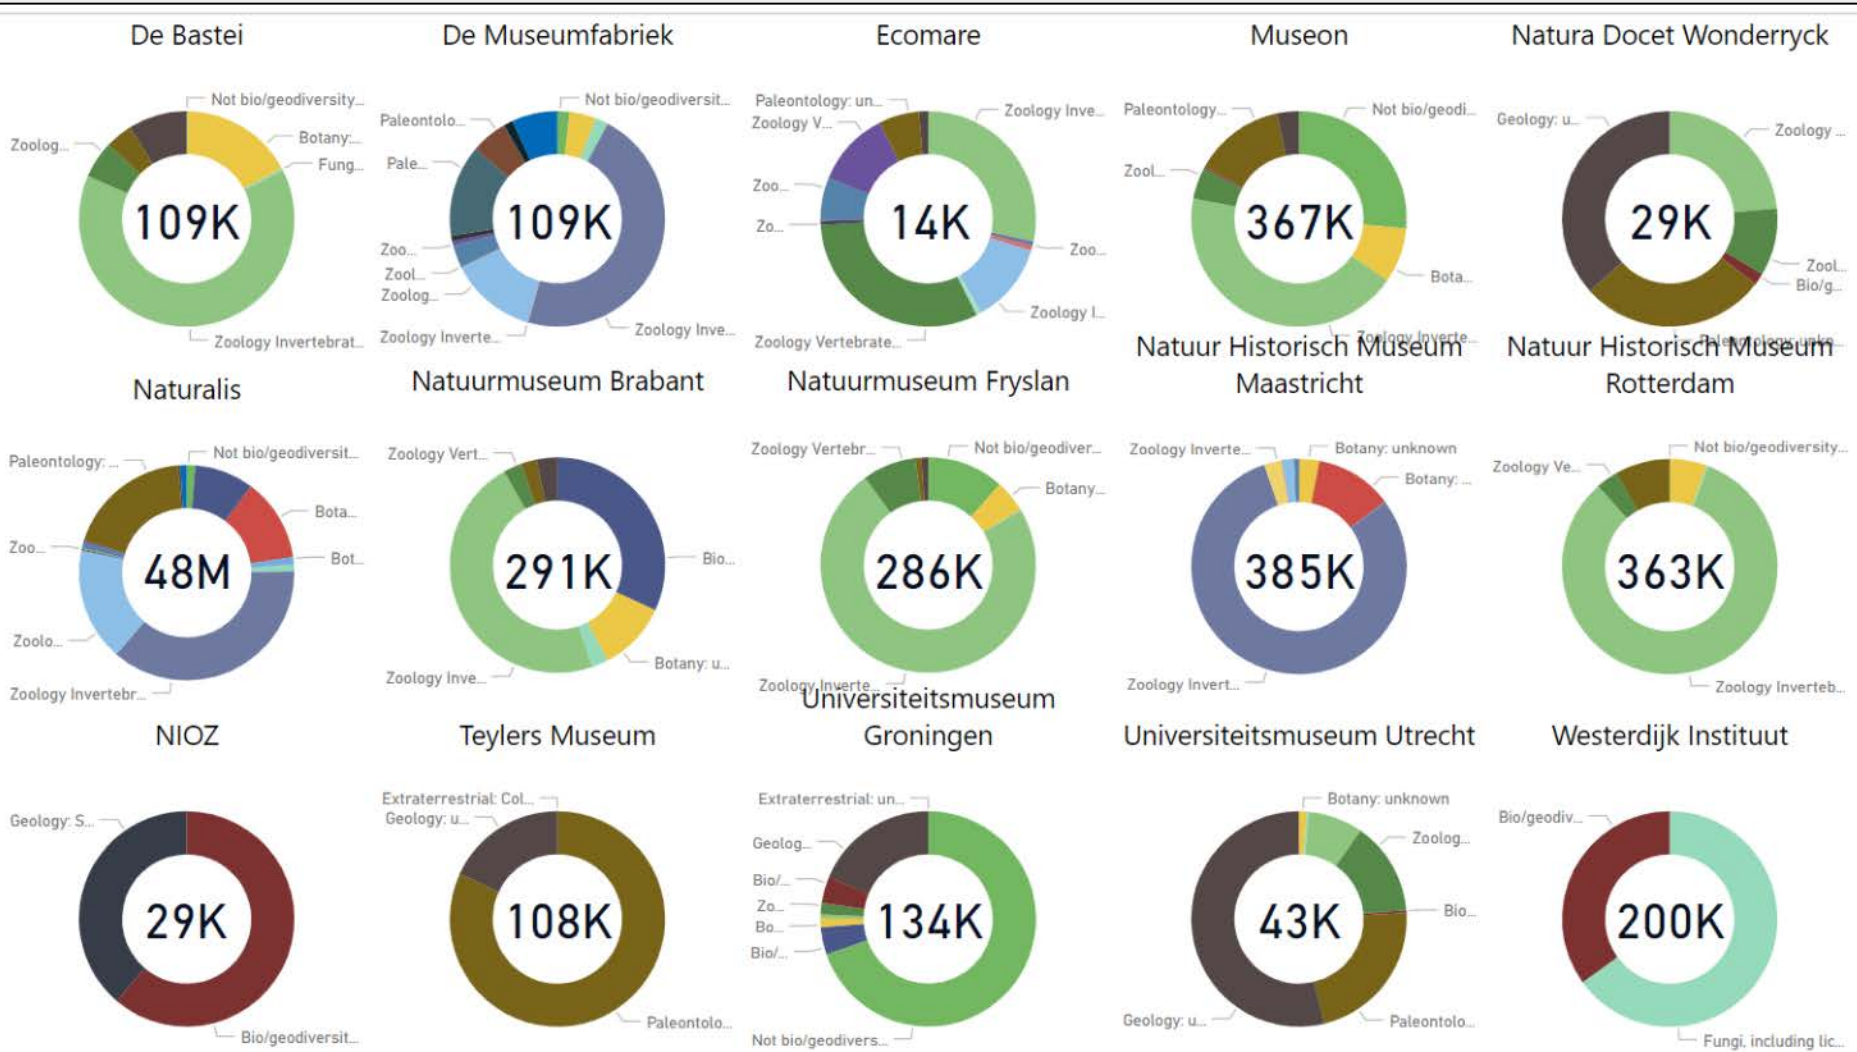 De Bastei
Not bio/geodiversity...
Botany:...
Fung...
Zoolog...
109K
Zoology Invertebrat...
De Museumfabriek
Not bio/geodiversit...
Paleontolo...
Pale...
109K
Zoo...
Zool...
Zoolog...
Zoology Inverte...
Zoology Inve...
Ecomare
Paleontology: un...
Zoology V...
Zoology Inve...
Zoo...
14K
Zo...
Zoo...
Zoology I...
Zoology Vertebrate...
Museon
Paleontology...
Not bio/geodi...
Zool...
367K
Bota...
Zoology Inverte...
Natura Docet Wonderryck
Geology: u...
Zoology ...
29K
Zool...
Bio/g...
Paleontology: unkn...
Naturalis
Paleontology: ...
Not bio/geodiversit...
Bota...
Zoo...
Bot...
48M
Zoolo...
Zoology Invertebr...
Natuurmuseum Brabant
Zoology Vert...
291K
Bio...
Botany: u...
Zoology Inve...
Natuurmuseum Fryslan
Zoology Vertebr...
Not bio/geodiver...
Botany...
286K
Zoology Inverte...
Natuur Historisch Museum
Maastricht
Zoology Inverte...
Botany: unknown
Botany: ...
385K
Zoology Invert...
Natuur Historisch Museum
Rotterdam
Not bio/geodiversity...
Zoology Ve...
363K
Zoology Inverteb...
NIOZ
Geology: S...
29K
Bio/geodiversit...
Teylers Museum
Extraterrestrial: Col...
Geology: u...
108K
Paleontolo...
Universiteitsmuseum
Groningen
Extraterrestrial: un...
Geolog...
Bio/...
Zo...
Bo...
Bio/...
134K
Not bio/geodivers...
Universiteitsmuseum Utrecht
Botany: unknown
Zoolog...
43K
Bio...
Geology: u...
Paleontolo...
Westerdijk Instituut
Bio/geodiv...
200K
Fungi, including lic...